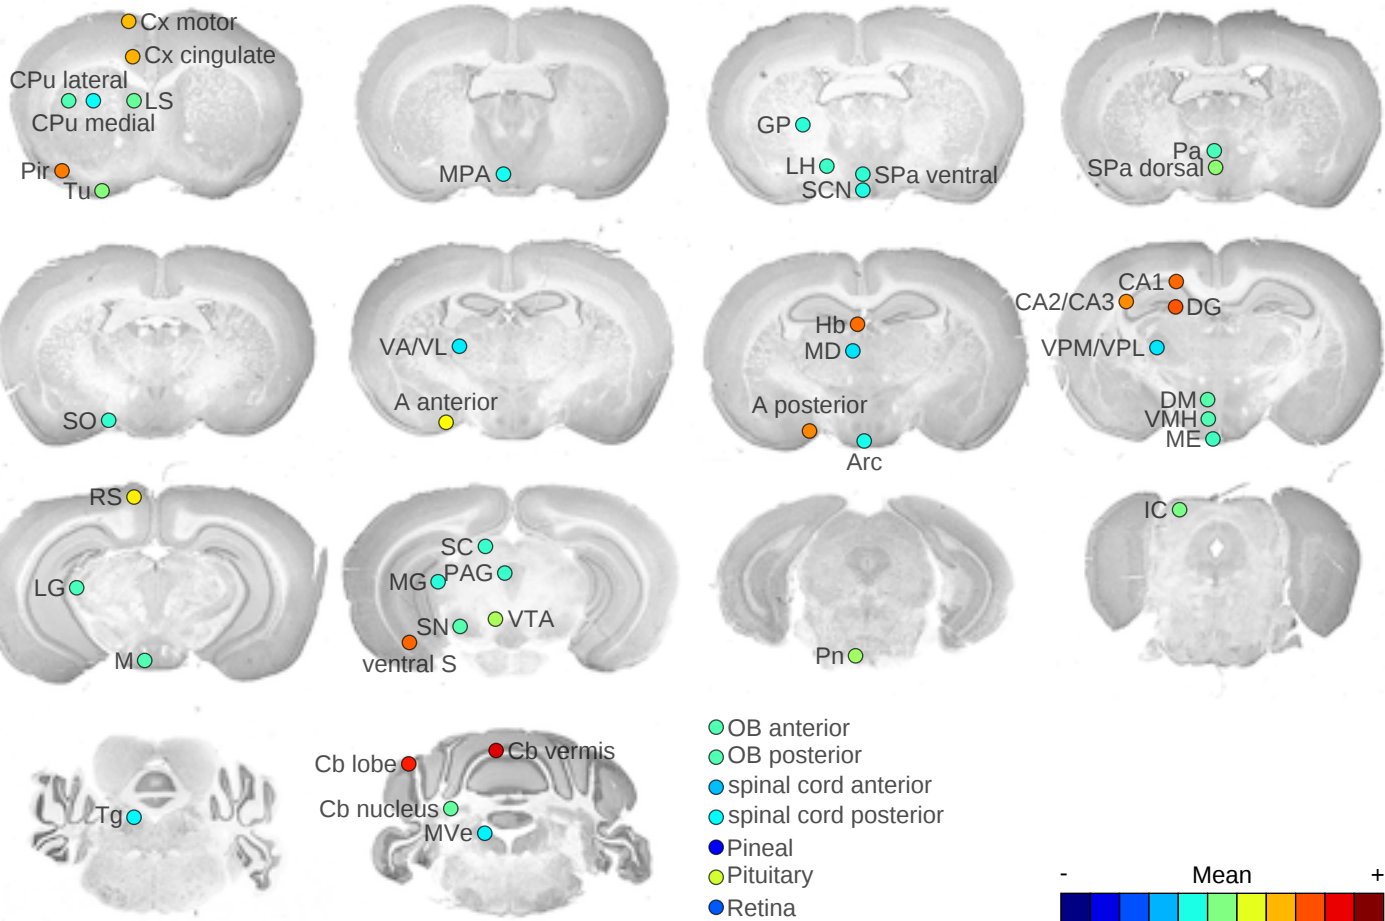 Cx motor
Cx cingulate
CPu lateral
LS
CPu medial
Pir
Tu
MPA
GP
LH
SPa ventral
SCN
Pa
SPa dorsal
SO
VA/VL
A anterior
Hb
MD
A posterior
Arc
CA1
CA2/CA3
DG
VPM/VPL
DM
VMH
ME
RS
LG
M
SC
PAG
MG
VTA
SN
ventral S
Pn
IC
Tg
Cb vermis
Cb lobe
Cb nucleus
MVe
OB anterior
OB posterior
spinal cord anterior
spinal cord posterior
Pineal
Pituitary
Retina
- Mean +